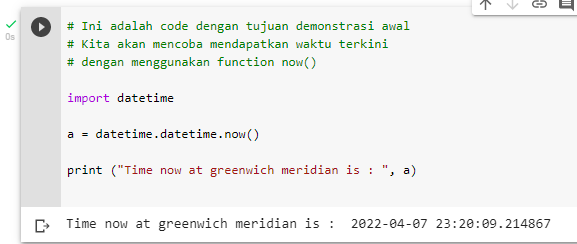 # Ini adalah code dengan tujuan demonstrasi awal
# Kita akan mencoba mendapatkan waktu terkini
# dengan menggunakan function now()
import datetime
a = datetime.datetime.now()
print ("Time now at greenwich meridian is : ", a)
0s
Time now at greenwich meridian is :  2022-04-07 23:20:09.214867